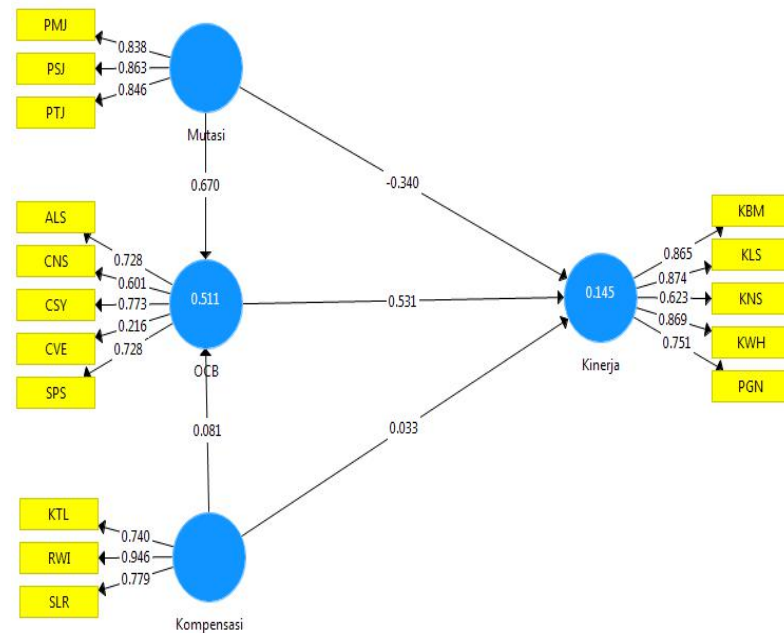 PMJ
0.838
PSJ
0.863
PTJ
0.846
Mutasi
0.670
-0.340
ALS
0.728
CNS
0.601
CSY
0.773
CVE
0.216
SPS
0.728
0.511
OCB
0.531
0.145
Kinerja
KBM
0.865
KLS
0.874
KNS
0.623
KWH
0.869
PGN
0.751
0.081
0.033
KTL
0.740
RWI
0.946
SLR
0.779
Kompensasi